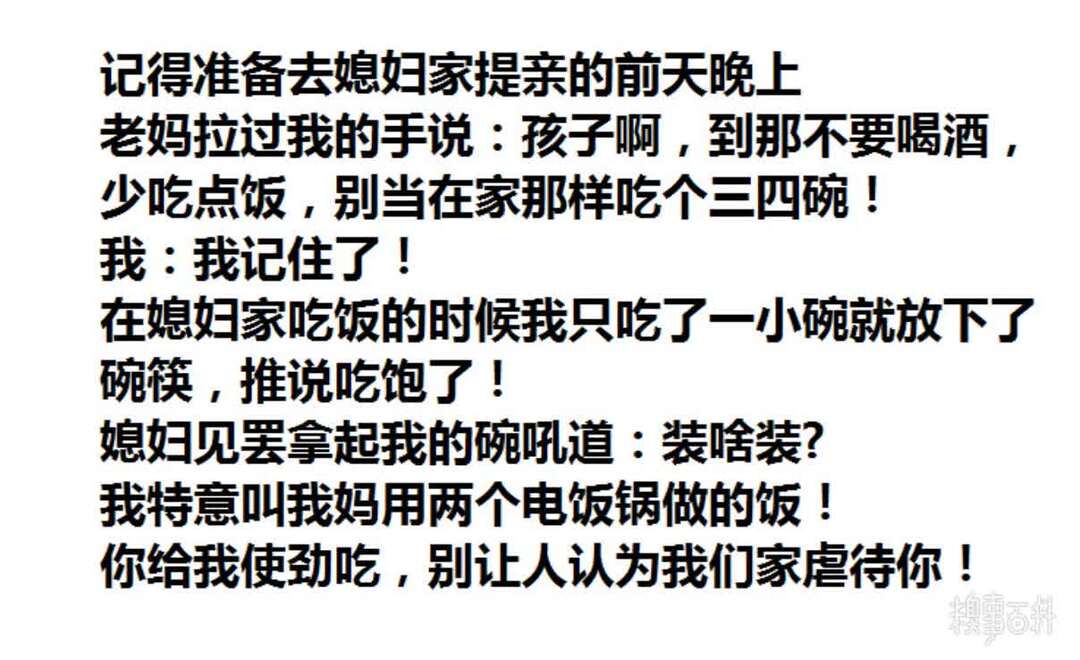 记得准备去媳妇家提亲的前天晚上
老妈拉过我的手说：孩子啊，到那不要喝酒，
少吃点饭，别当在家那样吃个三四碗！
我：我记住了！
在媳妇家吃饭的时候我只吃了一小碗就放下了
碗筷，推说吃饱了！
媳妇见罢拿起我的碗吼道：装啥装?
我特意叫我妈用两个电饭锅做的饭！
你给我使劲吃，别让人认为我们家虐待你！
糗事百科